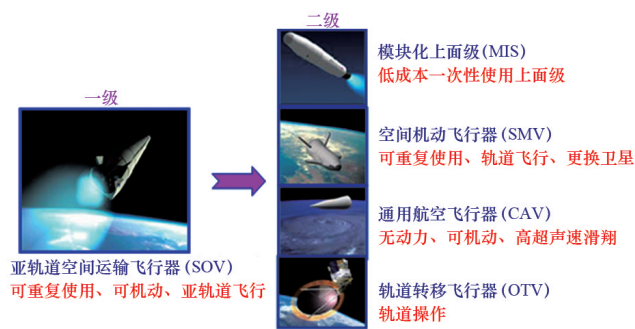 一级
亚轨道空间运输飞行器(SOV)
可重复使用、可机动、亚轨道飞行
二级
模块化上面级(MIS)
低成本一次性使用上面级
空间机动飞行器(SMV)
可重复使用、轨道飞行、更换卫星
通用航空飞行器(CAV)
无动力、可机动、高超声速滑翔
轨道转移飞行器(OTV)
轨道操作